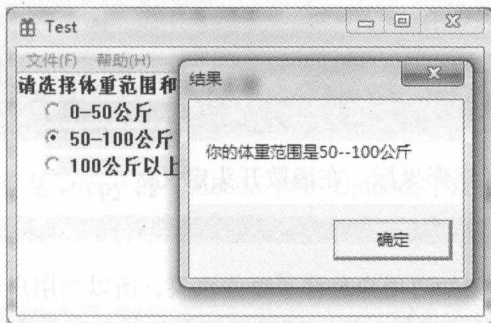 Test
文件(F) 帮助(H)
请选择体重范围和
0--50公斤
50--100公斤
100公斤以上
结果
你的体重范围是50--100公斤
确定